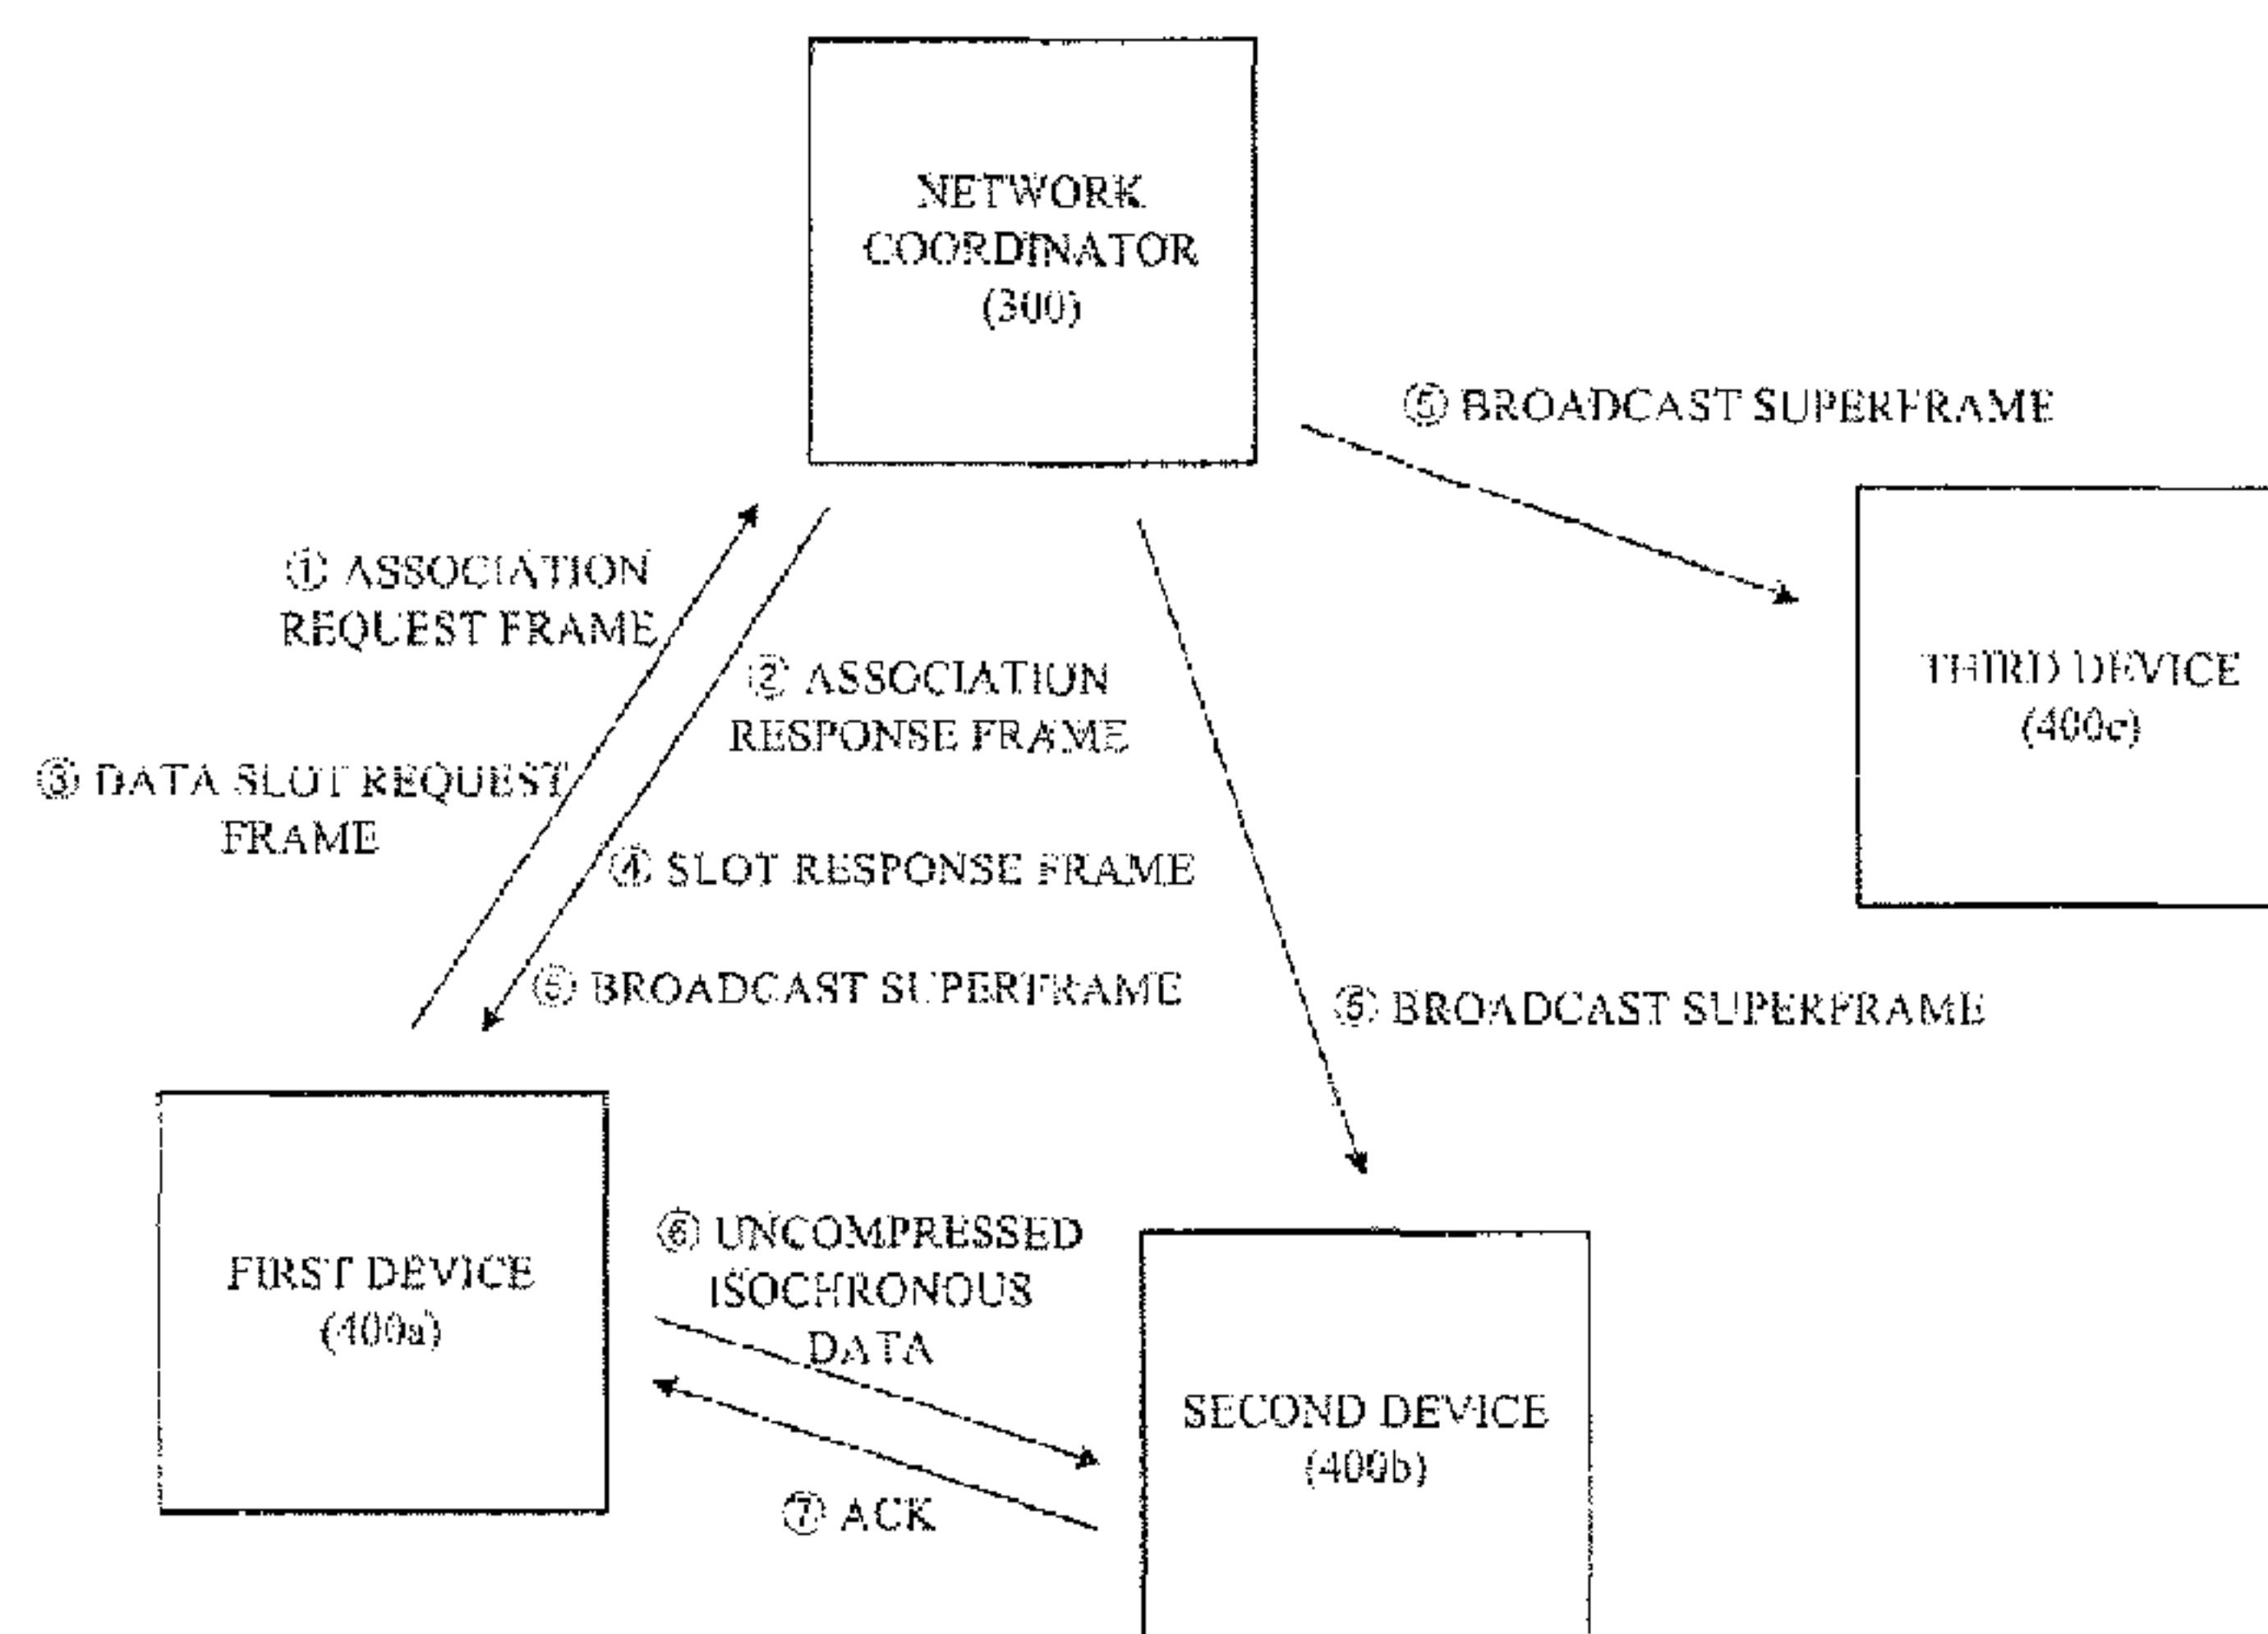 NETWORK
COORDINATOR
(300)
⑤ BROADCAST SUPERFRAME
THIRD DEVICE
(400c)
① ASSOCIATION
REQUEST FRAME
② ASSOCIATION
RESPONSE FRAME
③ DATA SLOT REQUEST
FRAME
④ SLOT RESPONSE FRAME
⑤ BROADCAST SUPERFRAME
⑤ BROADCAST SUPERFRAME
FIRST DEVICE
(400a)
⑥ UNCOMPRESSED
ISOCHRONOUS
DATA
SECOND DEVICE
(400b)
⑦ ACK